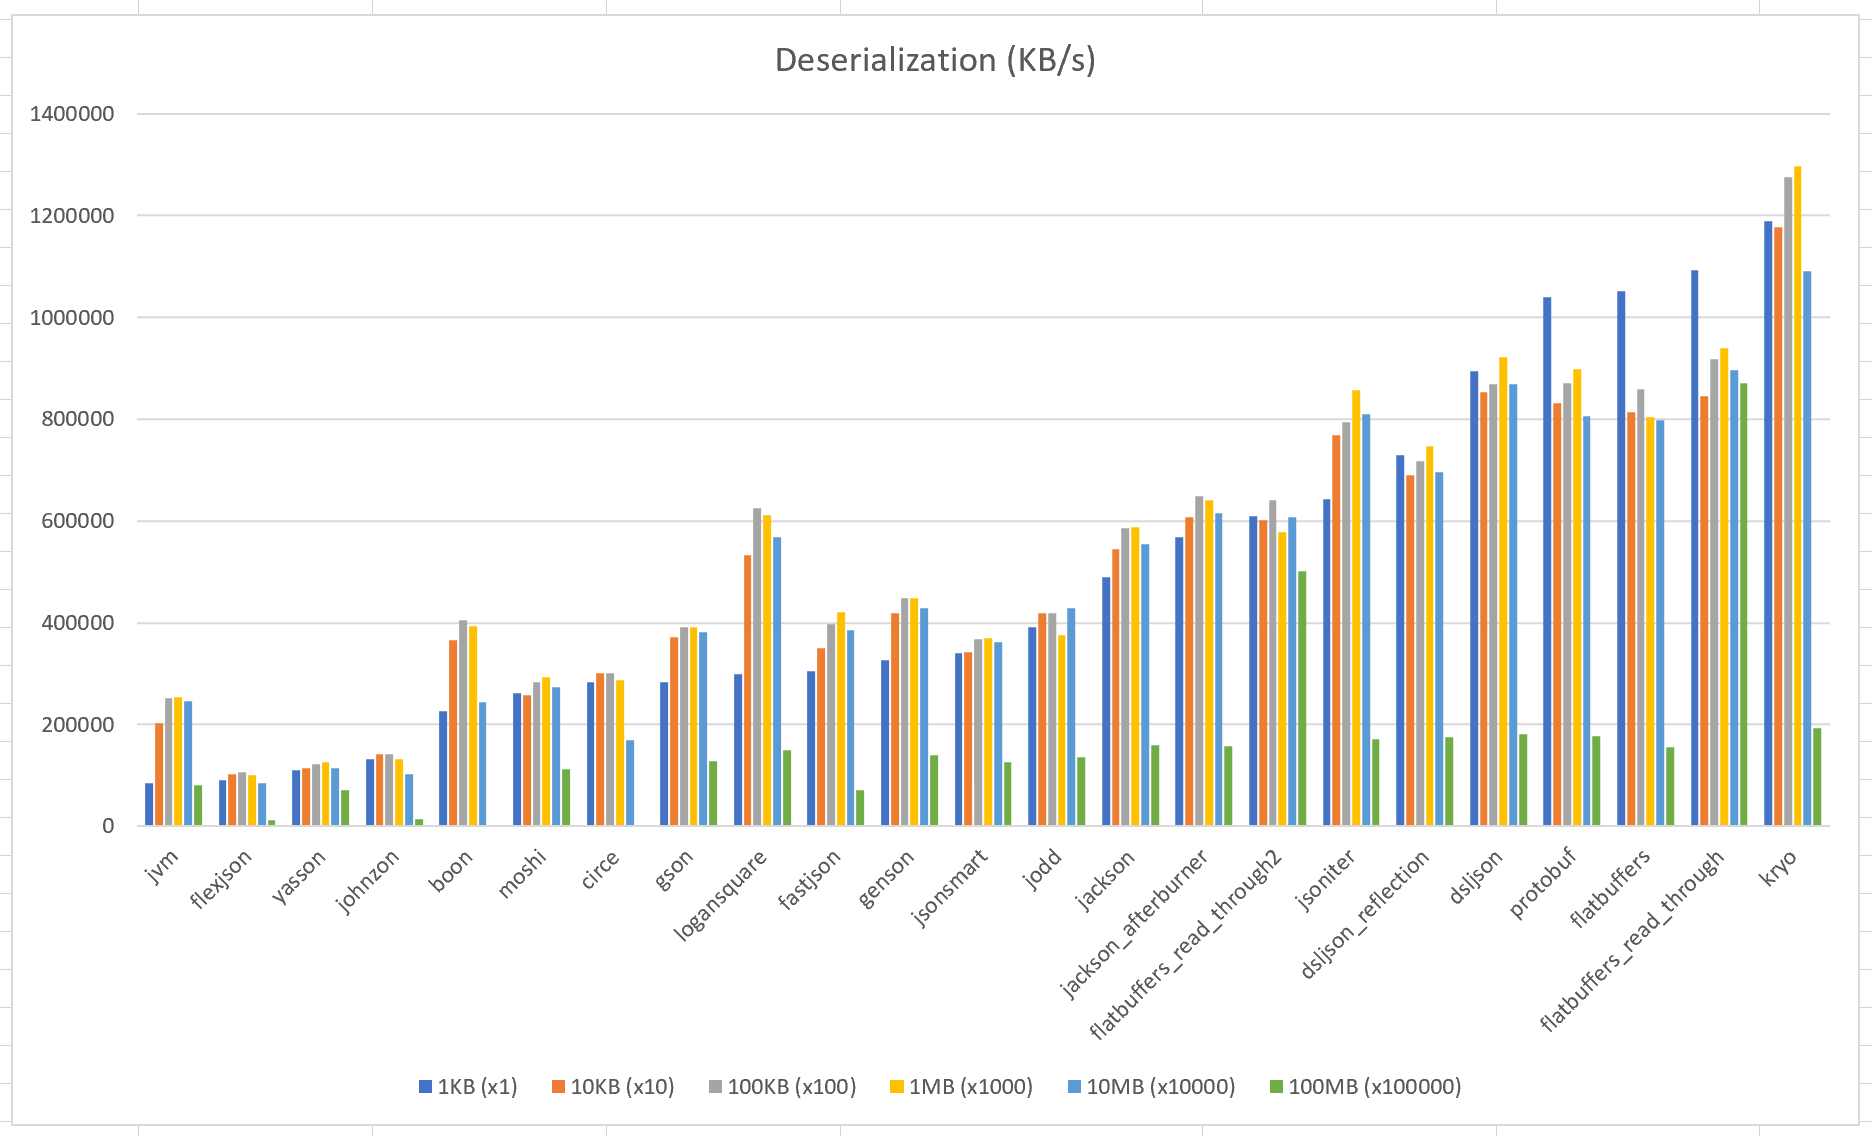 Deserialization (KB/s)
1400000
1200000
1000000
800000
600000
400000
200000
0
jvm
flexjson
yasson
johnzon
boon
moshi
circe
gson
logansquare
fastjson
genson
jsonsmart
jodd
jackson
jackson_afterburner
flatbuffers_read_through2
jsoniter
dsljson_reflection
dsljson
protobuf
flatbuffers
flatbuffers_read_through
kryo
1KB (x1) 10KB (x10) 100KB (x100) 1MB (x1000) 10MB (x10000) 100MB (x100000)